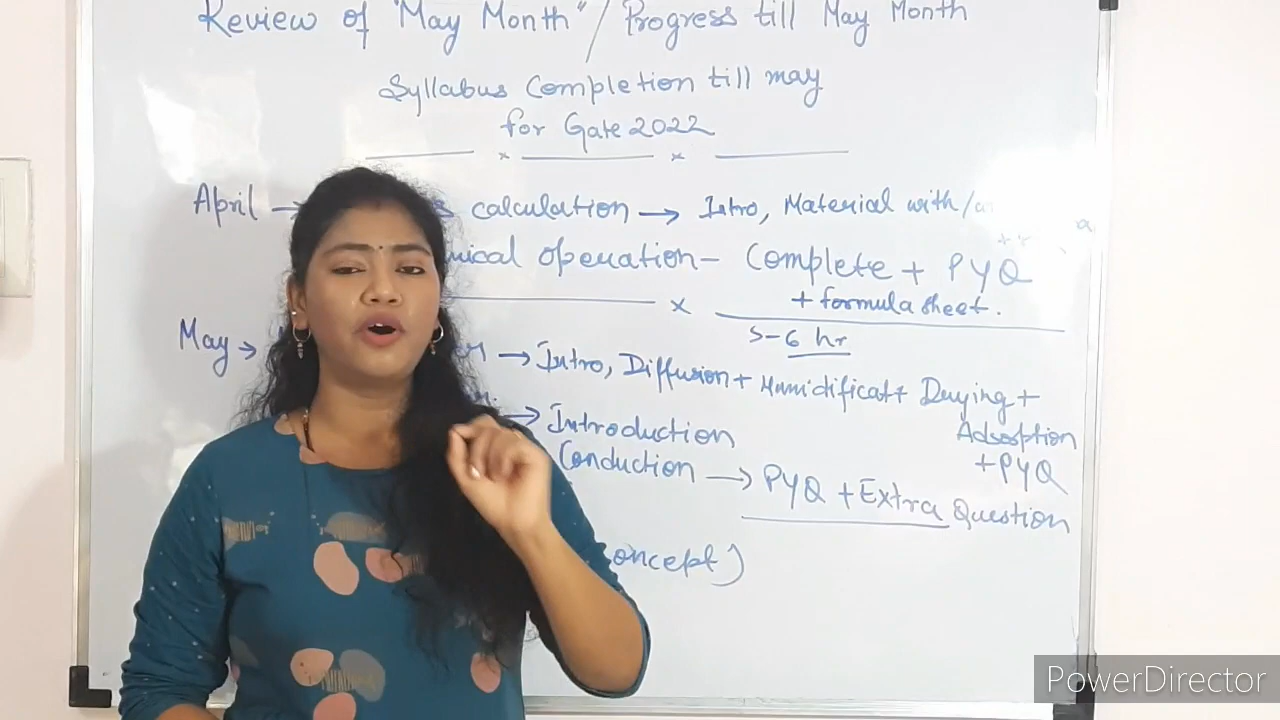 Review of "May Month" / Progress till May Month
Syllabus Completion till may
for Gate 2022
April → calculation → Intro, Material with/
operation - Complete + PYQ
+ formula sheet.
5-6 hr
May → → Intro, Diffusion + Humidificat + Drying +
Adsorption
+ PYQ
→ Introduction
Conduction → PYQ + Extra Question
oncept)
PowerDirector